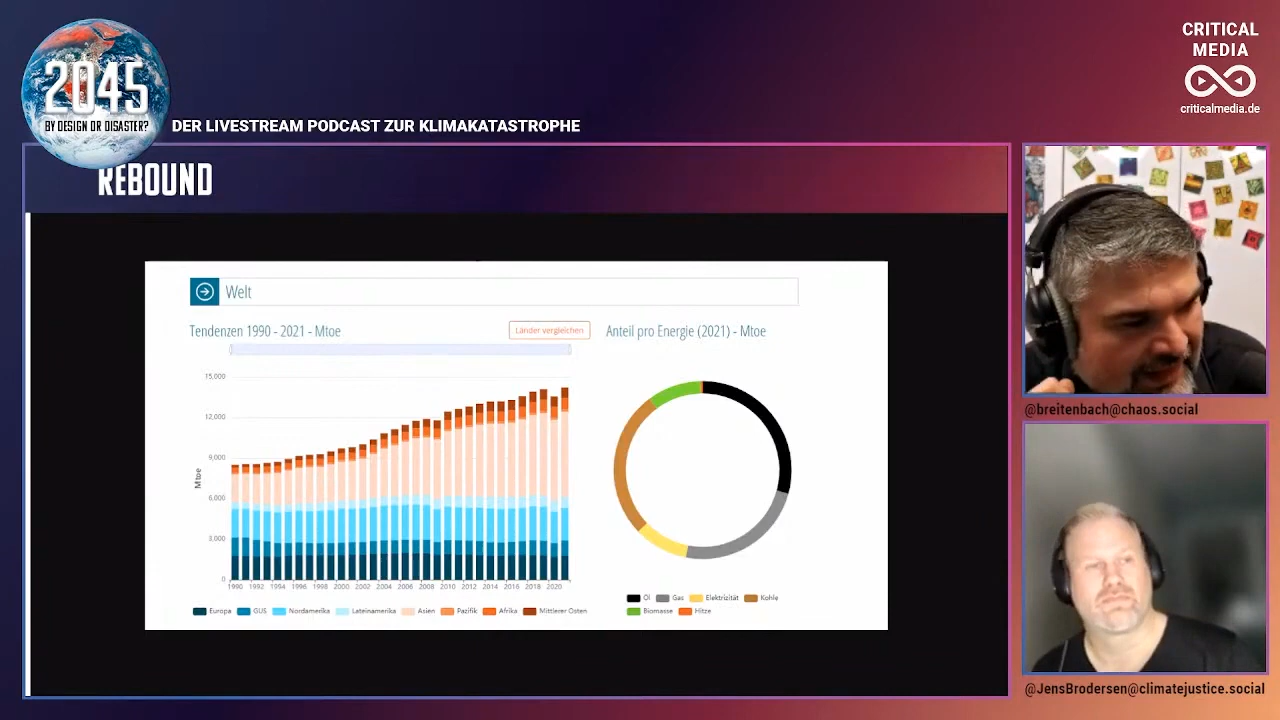 2045
BY DESIGN OR DISASTER?
DER LIVESTREAM PODCAST ZUR KLIMAKATASTROPHE
CRITICAL
MEDIA
criticalmedia.de
REBOUND
Welt
Tendenzen 1990 - 2021 - Mtoe
Länder vergleichen
Anteil pro Energie (2021) - Mtoe
15,000
12,000
9,000
6,000
3,000
0
Mtoe
1990 1992 1994 1996 1998 2000 2002 2004 2006 2008 2010 2012 2014 2016 2018 2020
Europa GUS Nordamerika Lateinamerika Asien Pazifik Afrika Mittlerer Osten
Öl Gas Elektrizität Kohle
Biomasse Hitze
@breitenbach@chaos.social
@JensBrodersen@climatejustice.social